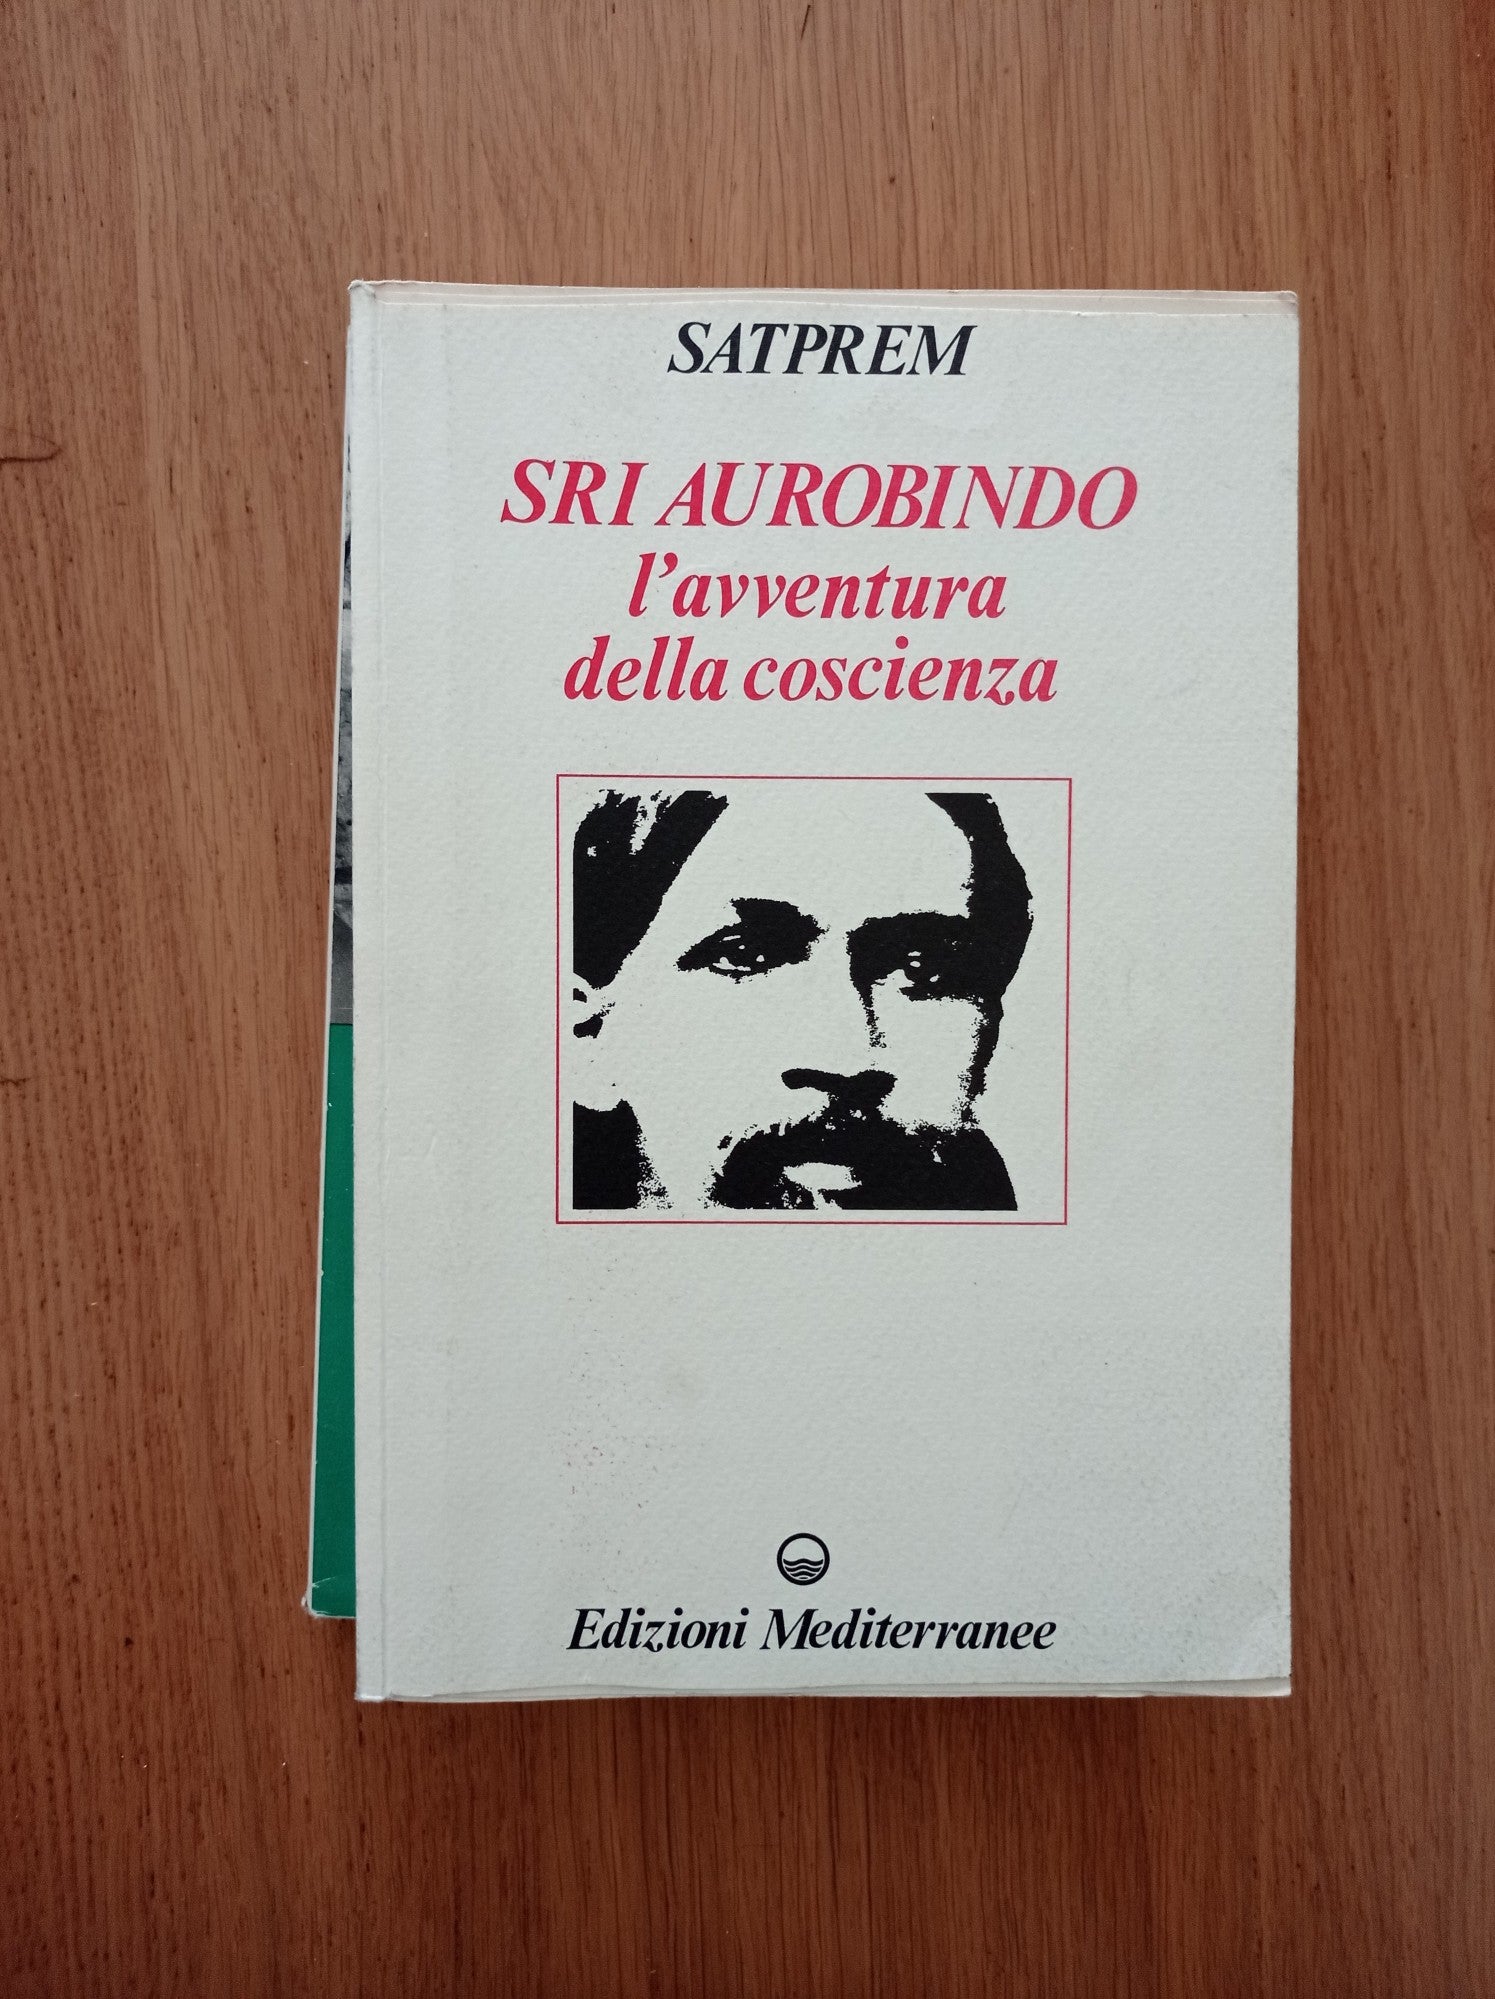 SATPREM
SRI AUROBINDO
l'avventura
della coscienza
Edizioni Mediterranee